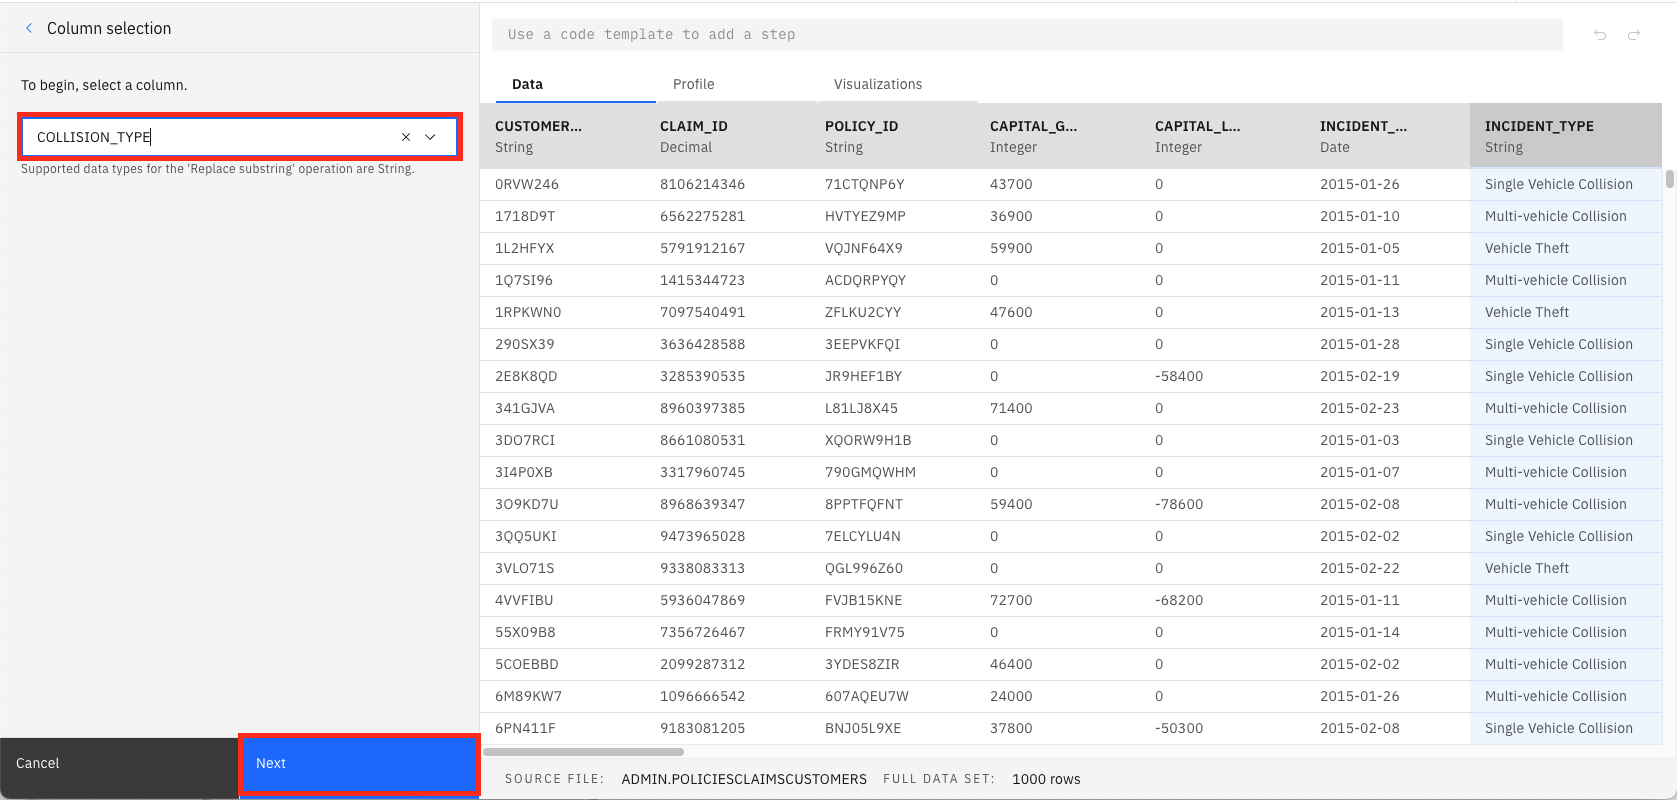 Column selection
To begin, select a column.
COLLISION_TYPE
Supported data types for the 'Replace substring' operation are String.
Cancel
Next
Use a code template to add a step
Data Profile Visualizations
CUSTOMER... CLAIM_ID POLICY_ID CAPITAL_G... CAPITAL_L... INCIDENT_... INCIDENT_TYPE
String Decimal String Integer Integer Date String
0RVW246 8106214346 71CTQNP6Y 43700 0 2015-01-26 Single Vehicle Collision
1718D9T 6562275281 HVTYEZ9MP 36900 0 2015-01-10 Multi-vehicle Collision
1L2HFYX 5791912167 VQJNF64X9 59900 0 2015-01-05 Vehicle Theft
1Q7SI96 1415344723 ACDQRPYQY 0 0 2015-01-11 Multi-vehicle Collision
1RPKWN0 7097540491 ZFLKU2CYY 47600 0 2015-01-13 Vehicle Theft
290SX39 3636428588 3EEPVKFQI 0 0 2015-01-28 Single Vehicle Collision
2E8K8QD 3285390535 JR9HEF1BY 0 -58400 2015-02-19 Single Vehicle Collision
341GJVA 8960397385 L81LJ8X45 71400 0 2015-02-23 Multi-vehicle Collision
3DO7RCI 8661080531 XQORW9H1B 0 0 2015-01-03 Single Vehicle Collision
3I4P0XB 3317960745 790GMQWHM 0 0 2015-01-07 Multi-vehicle Collision
3O9KD7U 8968639347 8PPTFQFNT 59400 -78600 2015-02-08 Multi-vehicle Collision
3QQ5UKI 9473965028 7ELCYLU4N 0 0 2015-02-02 Single Vehicle Collision
3VLO71S 9338083313 QGL996Z60 0 0 2015-02-22 Vehicle Theft
4VVFIBU 5936047869 FVJB15KNE 72700 -68200 2015-01-11 Multi-vehicle Collision
55X09B8 7356726467 FRMY91V75 0 0 2015-01-14 Multi-vehicle Collision
5COEBBD 2099287312 3YDES8ZIR 46400 0 2015-02-02 Multi-vehicle Collision
6M89KW7 1096666542 607AQEU7W 24000 0 2015-01-26 Multi-vehicle Collision
6PN411F 9183081205 BNJ05L9XE 37800 -50300 2015-02-08 Single Vehicle Collision
SOURCE FILE: ADMIN.POLICIESCLAIMSCUSTOMERS FULL DATA SET: 1000 rows